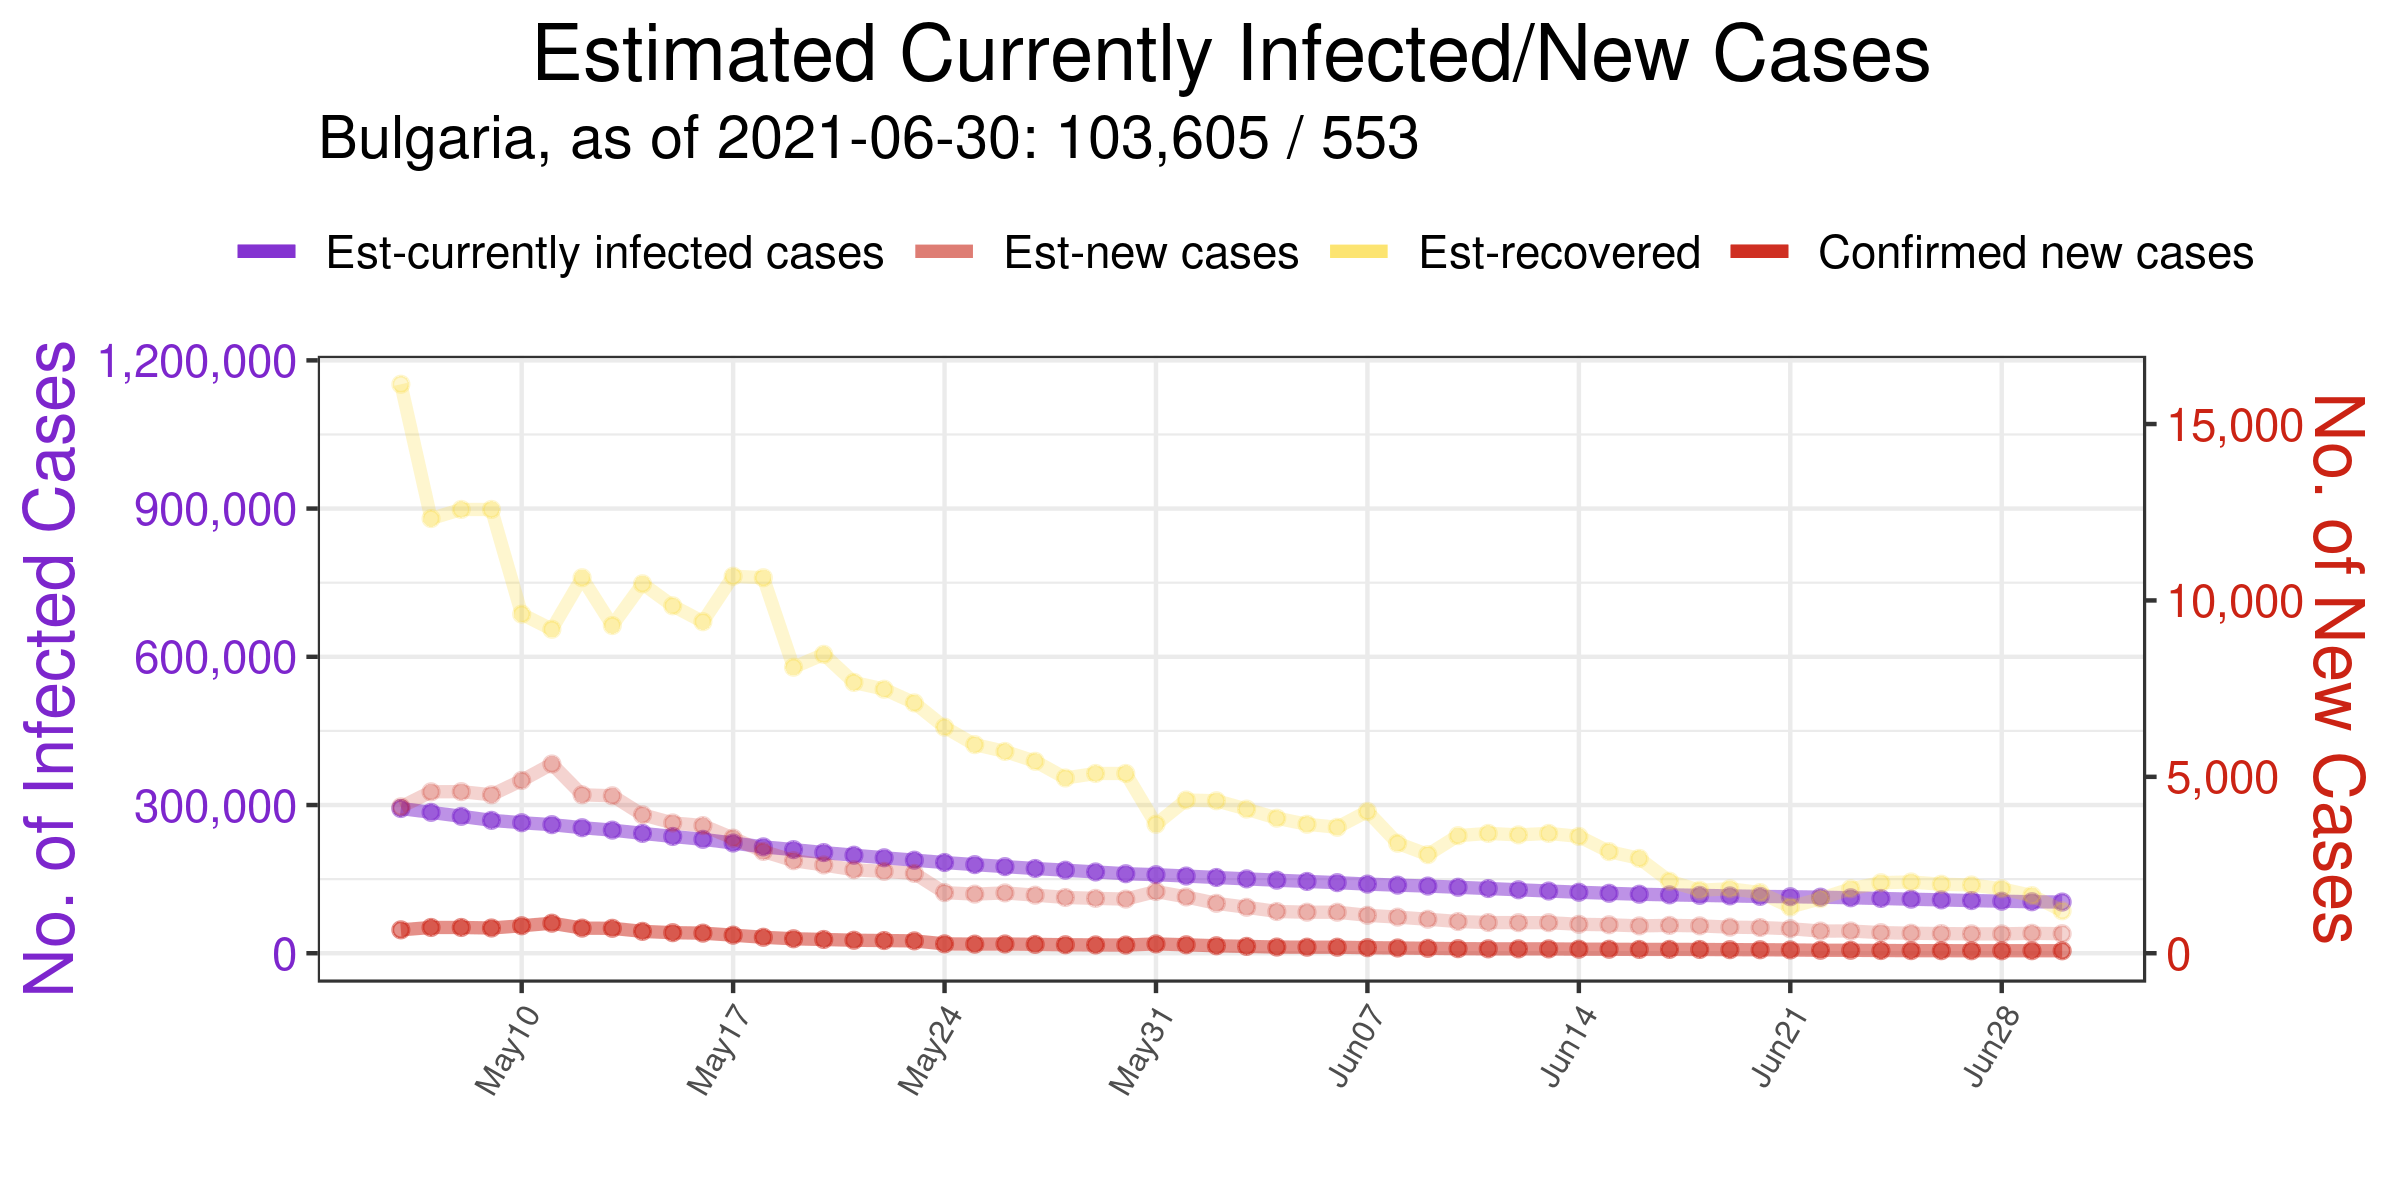 Estimated Currently Infected/New Cases
Bulgaria, as of 2021-06-30: 103,605 / 553
Est-currently infected cases Est-new cases Est-recovered Confirmed new cases
No. of Infected Cases
1,200,000
900,000
600,000
300,000
0
15,000
10,000
5,000
0
No. of New Cases
May10 May17 May24 May31 Jun07 Jun14 Jun21 Jun28